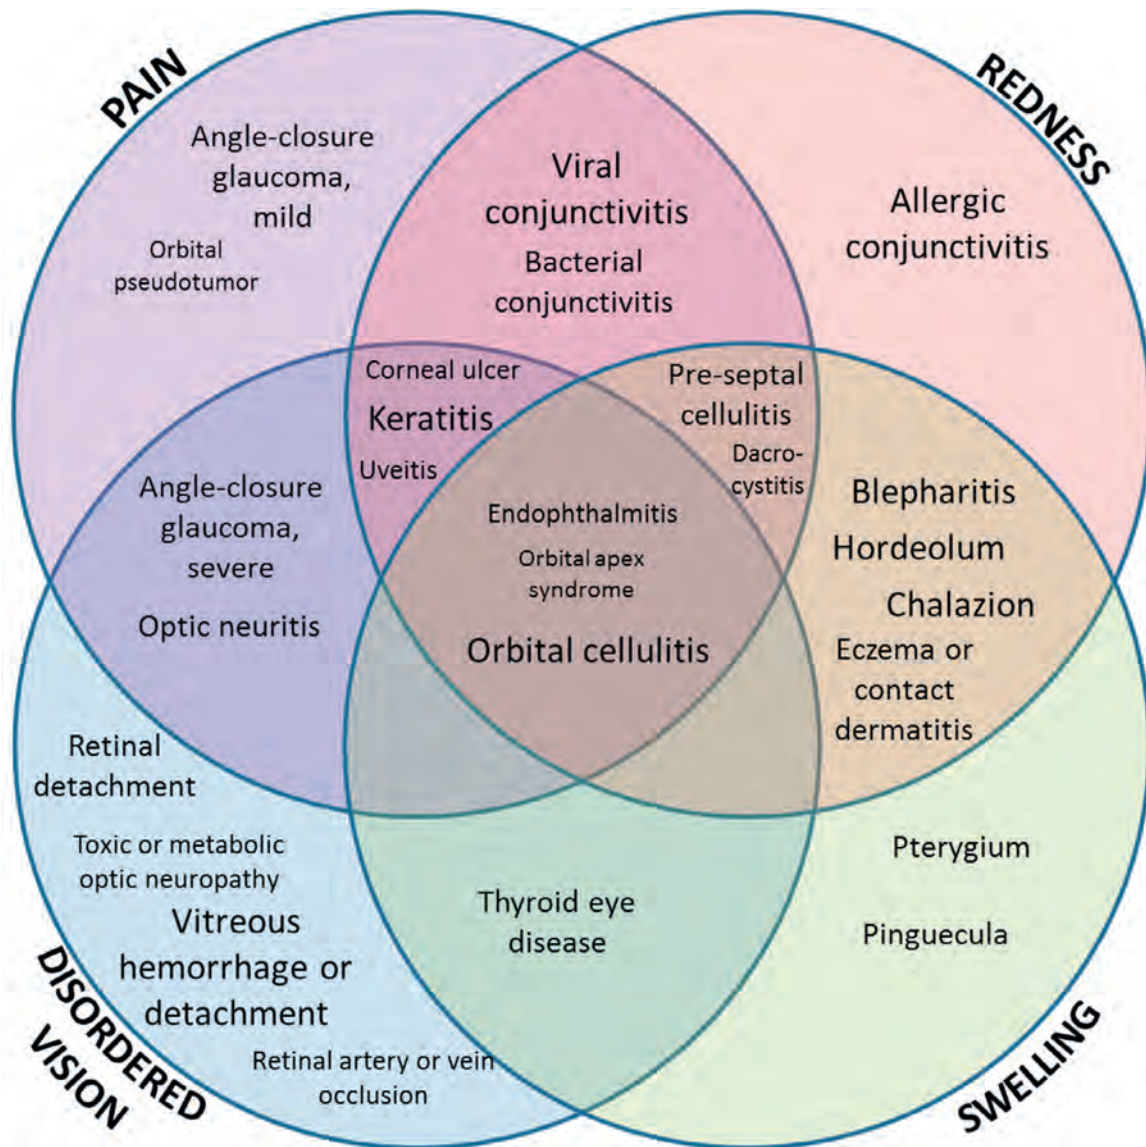 PAIN
REDNESS
Angle-closure
glaucoma,
mild
Orbital
pseudotumor
Viral
conjunctivitis
Bacterial
conjunctivitis
Allergic
conjunctivitis
Corneal ulcer
Keratitis
Uveitis
Pre-septal
cellulitis
Dacro-
cystitis
Angle-closure
glaucoma,
severe
Optic neuritis
Endophthalmitis
Orbital apex
syndrome
Orbital cellulitis
Blepharitis
Hordeolum
Chalazion
Eczema or
contact
dermatitis
Retinal
detachment
Toxic or metabolic
optic neuropathy
Vitreous
hemorrhage or
detachment
Retinal artery or vein
occlusion
Thyroid eye
disease
Pterygium
Pinguecula
DISORDERED
VISION
SWELLING